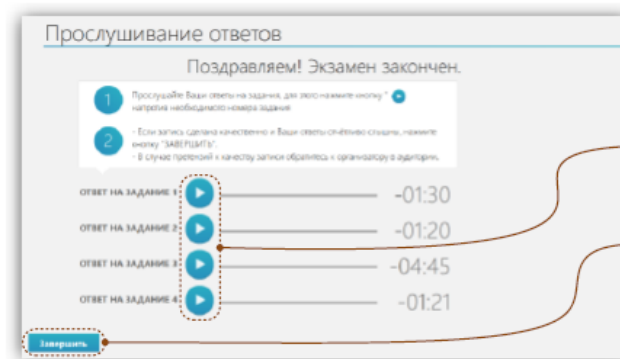 Прослушивание ответов
Поздравляем! Экзамен закончен.
1
Прослушайте Ваши ответы на задания, для этого нажмите кнопку "
напротив необходимого номера задания
2
- Если запись сделана качественно и Ваши ответы отчётливо слышны, нажмите
кнопку "ЗАВЕРШИТЬ".
- В случае претензий к качеству записи обратитесь к организатору в аудитории.
ОТВЕТ НА ЗАДАНИЕ 1 -01:30
ОТВЕТ НА ЗАДАНИЕ 2 -01:20
ОТВЕТ НА ЗАДАНИЕ 3 -04:45
ОТВЕТ НА ЗАДАНИЕ 4 -01:21
Завершить